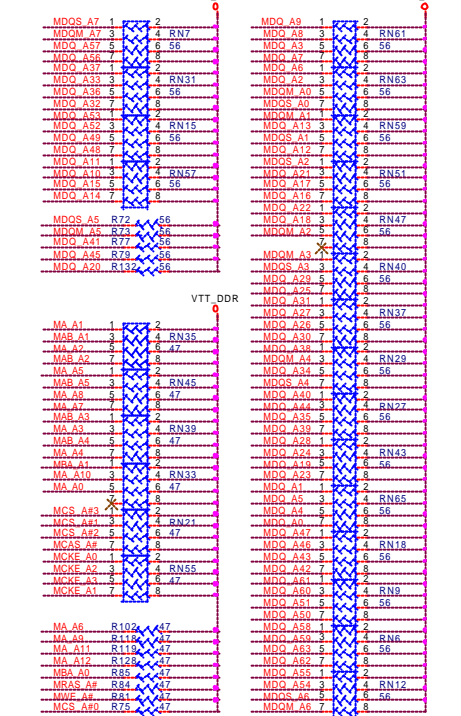 MDQS_A7 1 2
MDQM_A7 3 4 RN7
MDQ_A57 5 6 56
MDQ_A56 7 8
MDQ_A37 1 2
MDQ_A33 3 4 RN31
MDQ_A36 5 6 56
MDQ_A32 7 8
MDQ_A53 1 2
MDQ_A52 3 4 RN15
MDQ_A49 5 6 56
MDQ_A48 7 8
MDQ_A11 1 2
MDQ_A10 3 4 RN57
MDQ_A15 5 6 56
MDQ_A14 7 8
MDQS_A5 R72 56
MDQM_A5 R73 56
MDQ_A41 R77 56
MDQ_A45 R79 56
MDQ_A20 R132 56
VTT_DDR
MA_A1 1 2
MAB_A1 3 4 RN35
MA_A2 5 6 47
MAB_A2 7 8
MA_A5 1 2
MAB_A5 3 4 RN45
MA_A8 5 6 47
MA_A7 7 8
MAB_A3 1 2
MA_A3 3 4 RN39
MAB_A4 5 6 47
MA_A4 7 8
MBA_A1 1 2
MA_A10 3 4 RN33
MA_A0 5 6 47
7 8
MCS_A#3 1 2
MCS_A#1 3 4 RN21
MCS_A#2 5 6 47
MCAS_A# 7 8
MCKE_A0 1 2
MCKE_A2 3 4 RN55
MCKE_A3 5 6 47
MCKE_A1 7 8
MA_A6 R102 47
MA_A9 R118 47
MA_A11 R119 47
MA_A12 R128 47
MBA_A0 R85 47
MRAS_A# R84 47
MWE_A# R81 47
MCS_A#0 R75 47
MDQ_A9 1 2
MDQ_A8 3 4 RN61
MDQ_A3 5 6 56
MDQ_A7 7 8
MDQ_A6 1 2
MDQ_A2 3 4 RN63
MDQM_A0 5 6 56
MDQS_A0 7 8
MDQM_A1 1 2
MDQ_A13 3 4 RN59
MDQS_A1 5 6 56
MDQ_A12 7 8
MDQS_A2 1 2
MDQ_A21 3 4 RN51
MDQ_A17 5 6 56
MDQ_A16 7 8
MDQ_A22 1 2
MDQ_A18 3 4 RN47
MDQM_A2 5 6 56
7 8
MDQM_A3 1 2
MDQS_A3 3 4 RN40
MDQ_A29 5 6 56
MDQ_A25 7 8
MDQ_A31 1 2
MDQ_A27 3 4 RN37
MDQ_A26 5 6 56
MDQ_A30 7 8
MDQ_A38 1 2
MDQM_A4 3 4 RN29
MDQ_A34 5 6 56
MDQS_A4 7 8
MDQ_A40 1 2
MDQ_A44 3 4 RN27
MDQ_A35 5 6 56
MDQ_A39 7 8
MDQ_A28 1 2
MDQ_A24 3 4 RN43
MDQ_A19 5 6 56
MDQ_A23 7 8
MDQ_A1 1 2
MDQ_A5 3 4 RN65
MDQ_A4 5 6 56
MDQ_A0 7 8
MDQ_A47 1 2
MDQ_A46 3 4 RN18
MDQ_A43 5 6 56
MDQ_A42 7 8
MDQ_A61 1 2
MDQ_A60 3 4 RN9
MDQ_A51 5 6 56
MDQ_A50 7 8
MDQ_A58 1 2
MDQ_A59 3 4 RN6
MDQ_A63 5 6 56
MDQ_A62 7 8
MDQ_A55 1 2
MDQ_A54 3 4 RN12
MDQS_A6 5 6 56
MDQM_A6 7 8